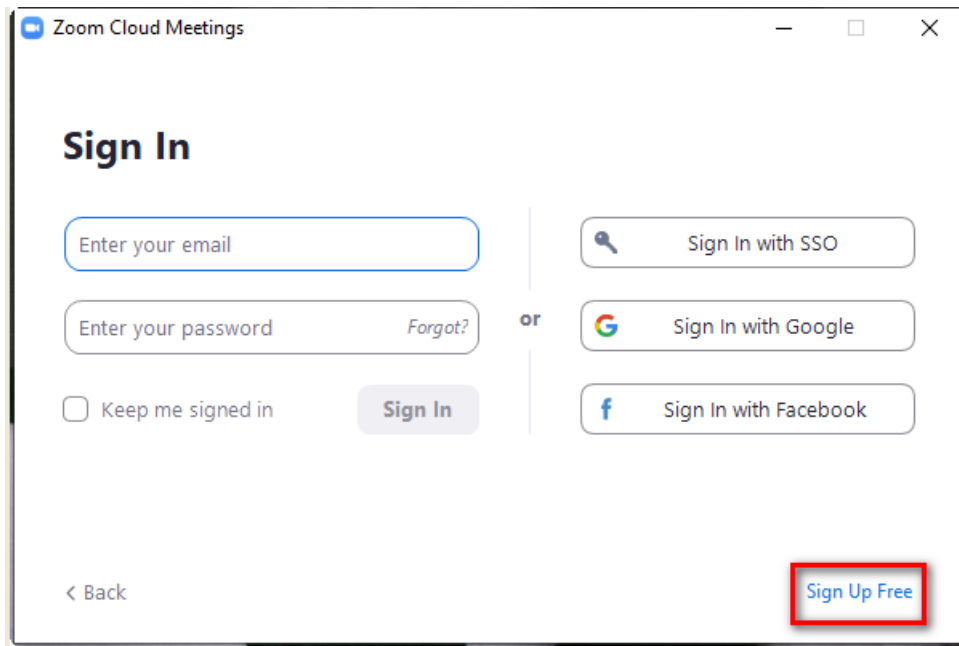 Zoom Cloud Meetings
Sign In
Enter your email
Enter your password Forgot?
Keep me signed in Sign In
or
Sign In with SSO
Sign In with Google
Sign In with Facebook
< Back
Sign Up Free